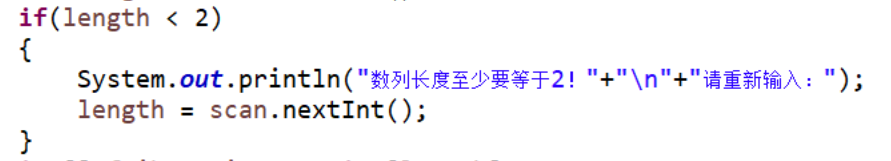 if(length < 2)
{
System.out.println("数列长度至少要等于2！"+"\n"+"请重新输入：");
length = scan.nextInt();
}